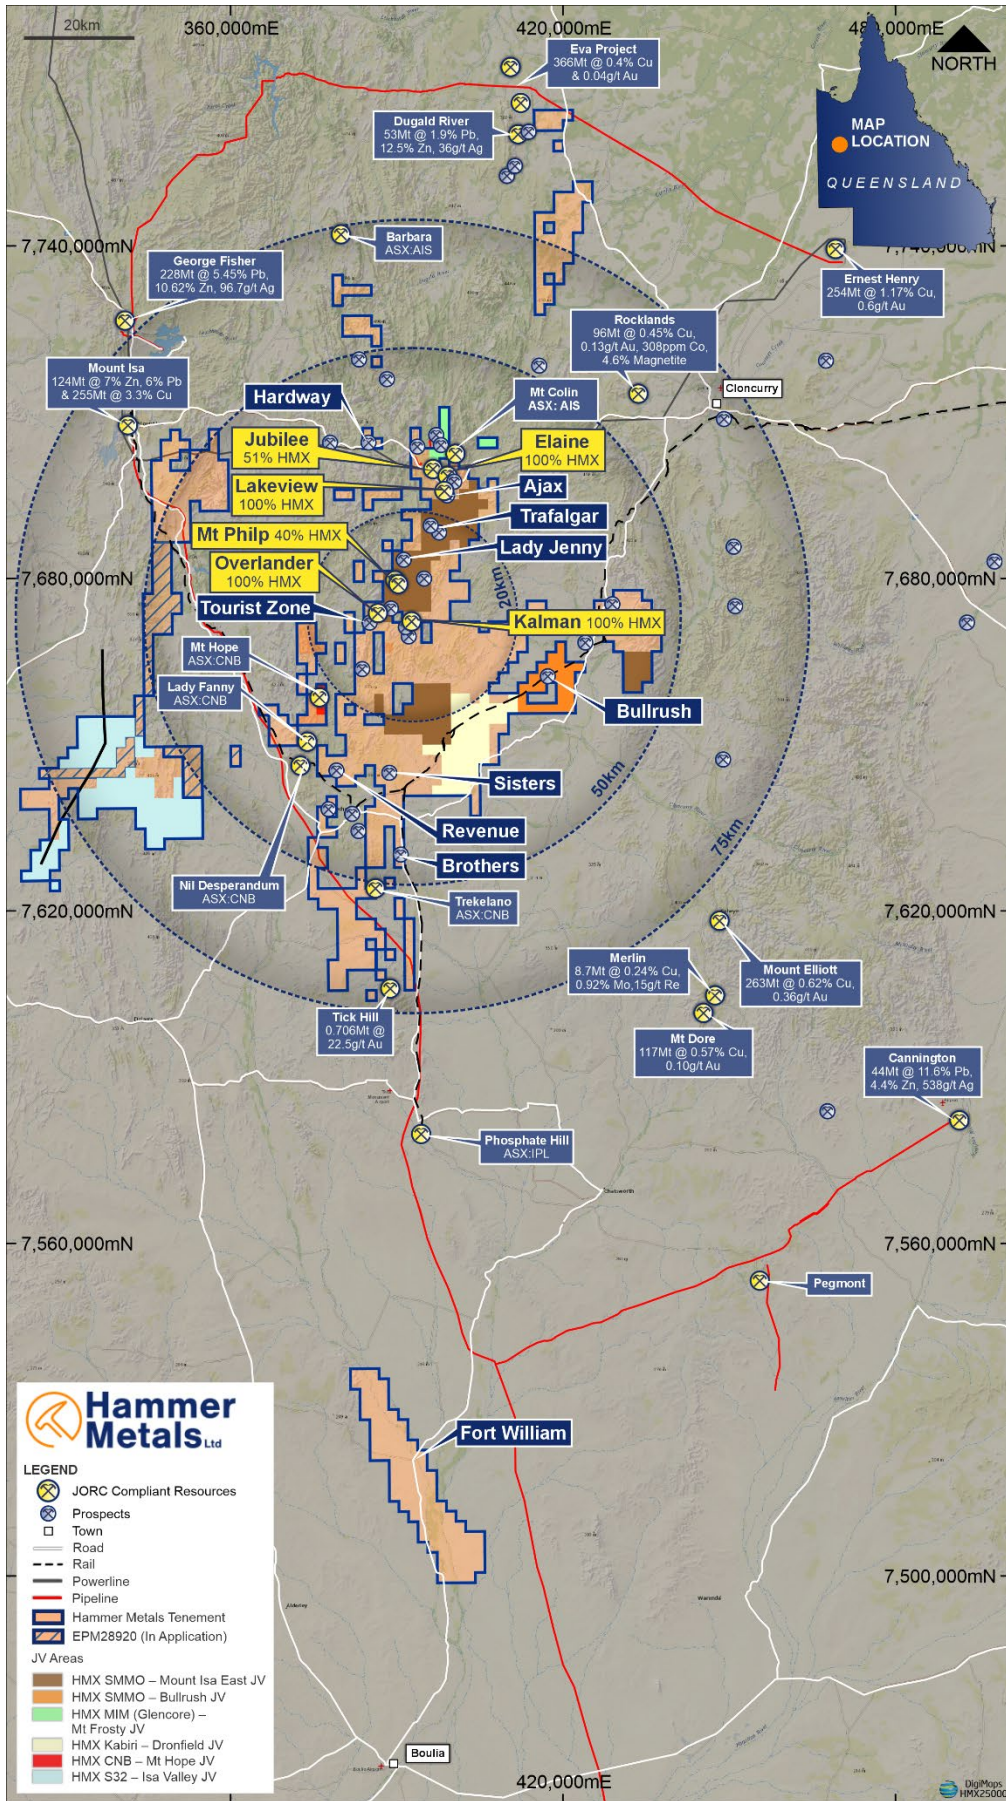 20km
360,000mE
420,000mE
480,000mE
NORTH
MAP
LOCATION
QUEENSLAND
Eva Project
366Mt @ 0.4% Cu
& 0.04g/t Au
Dugald River
53Mt @ 1.9% Pb,
12.5% Zn, 36g/t Ag
7,740,000mN
7,740,000mN
Barbara
ASX:AIS
George Fisher
228Mt @ 5.45% Pb,
10.62% Zn, 96.7g/t Ag
Ernest Henry
254Mt @ 1.17% Cu,
0.6g/t Au
Rocklands
96Mt @ 0.45% Cu,
0.13g/t Au, 308ppm Co,
4.6% Magnetite
Mount Isa
124Mt @ 7% Zn, 6% Pb
& 255Mt @ 3.3% Cu
Cloncurry
Hardway
Mt Colin
ASX: AIS
Jubilee
51% HMX
Elaine
100% HMX
Lakeview
100% HMX
Ajax
Trafalgar
Mt Philp 40% HMX
Lady Jenny
Overlander
100% HMX
7,680,000mN
7,680,000mN
20km
Tourist Zone
Kalman 100% HMX
Mt Hope
ASX:CNB
Lady Fanny
ASX:CNB
Bullrush
Sisters
50km
75km
Revenue
Brothers
Nil Desperandum
ASX:CNB
Trekelano
ASX:CNB
7,620,000mN
7,620,000mN
Merlin
8.7Mt @ 0.24% Cu,
0.92% Mo,15g/t Re
Mount Elliott
263Mt @ 0.62% Cu,
0.36g/t Au
Tick Hill
0.706Mt @
22.5g/t Au
Mt Dore
117Mt @ 0.57% Cu,
0.10g/t Au
Cannington
44Mt @ 11.6% Pb,
4.4% Zn, 538g/t Ag
Phosphate Hill
ASX:IPL
7,560,000mN
7,560,000mN
Pegmont
Fort William
7,500,000mN
Hammer
Metals Ltd
LEGEND
JORC Compliant Resources
Prospects
Town
Road
Rail
Powerline
Pipeline
Hammer Metals Tenement
EPM28920 (In Application)
JV Areas
HMX SMMO – Mount Isa East JV
HMX SMMO – Bullrush JV
HMX MIM (Glencore) –
Mt Frosty JV
HMX Kabiri – Dronfield JV
HMX CNB – Mt Hope JV
HMX S32 – Isa Valley JV
Boulia
420,000mE
DigiMaps